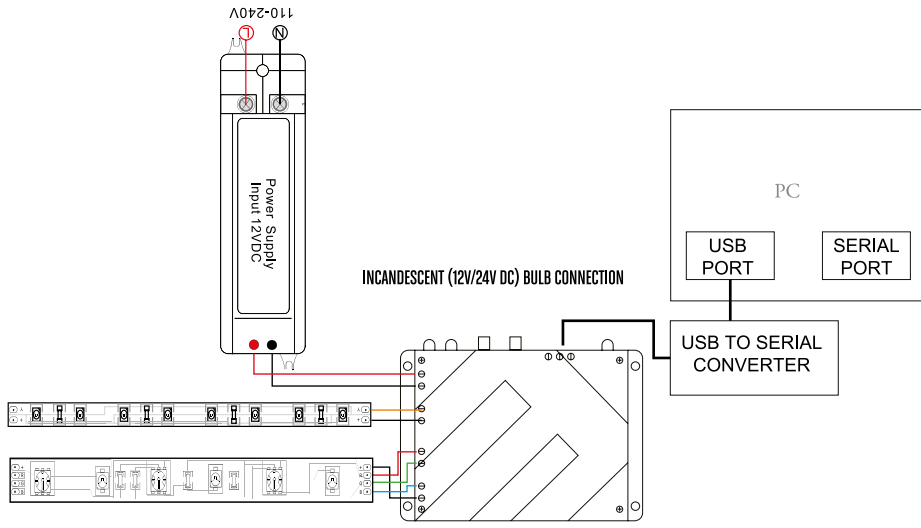 110-240V
L
N
Power Supply
Input 12VDC
INCANDESCENT (12V/24V DC) BULB CONNECTION
PC
USB
PORT
SERIAL
PORT
USB TO SERIAL
CONVERTER